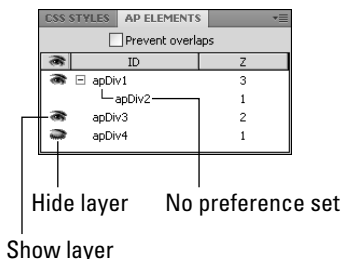 CSS STYLES AP ELEMENTS
Prevent overlaps
ID Z
apDiv1 3
apDiv2 1
apDiv3 2
apDiv4 1
Hide layer No preference set
Show layer